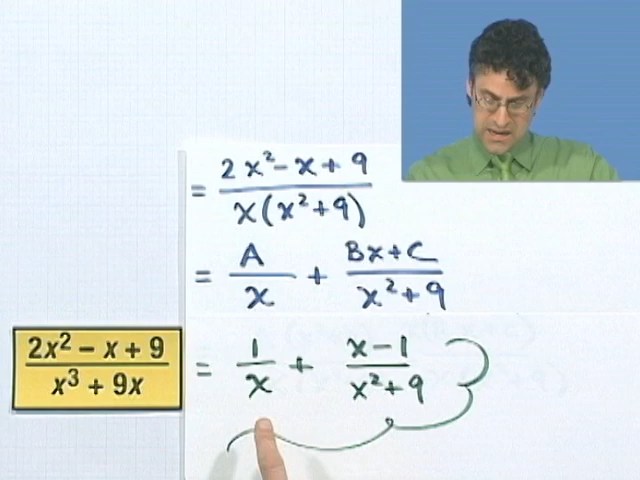 = (2x² - x + 9)/(x(x² + 9))
= A/x + (Bx + C)/(x² + 9)
(2x² – x + 9)/(x³ + 9x)
= 1/x + (x - 1)/(x² + 9)